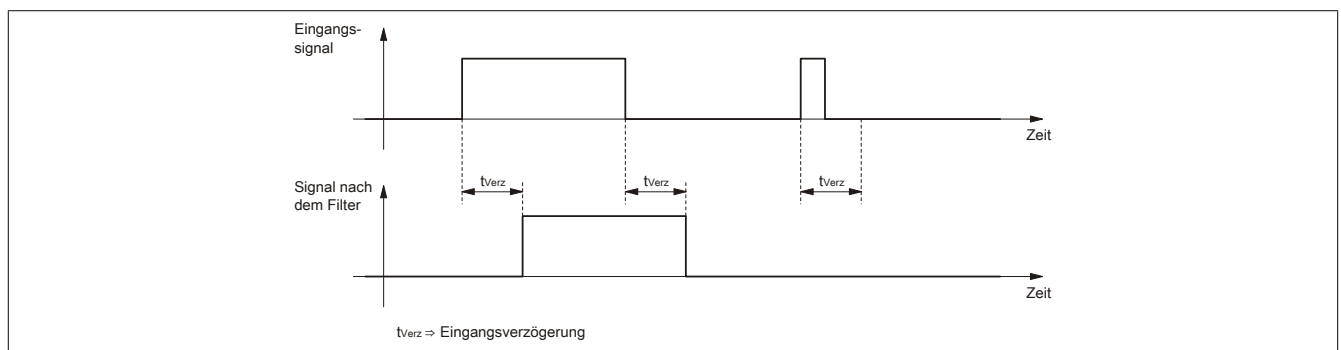 Eingangs-
signal
Zeit
tVerz
tVerz
tVerz
Signal nach
dem Filter
Zeit
tVerz ⇒ Eingangsverzögerung